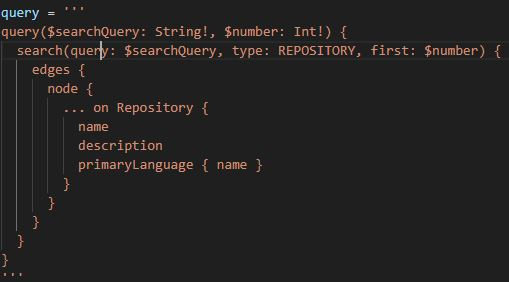 query = '''
query($searchQuery: String!, $number: Int!) {
  search(query: $searchQuery, type: REPOSITORY, first: $number) {
    edges {
      node {
        ... on Repository {
          name
          description
          primaryLanguage { name }
        }
      }
    }
  }
}
'''